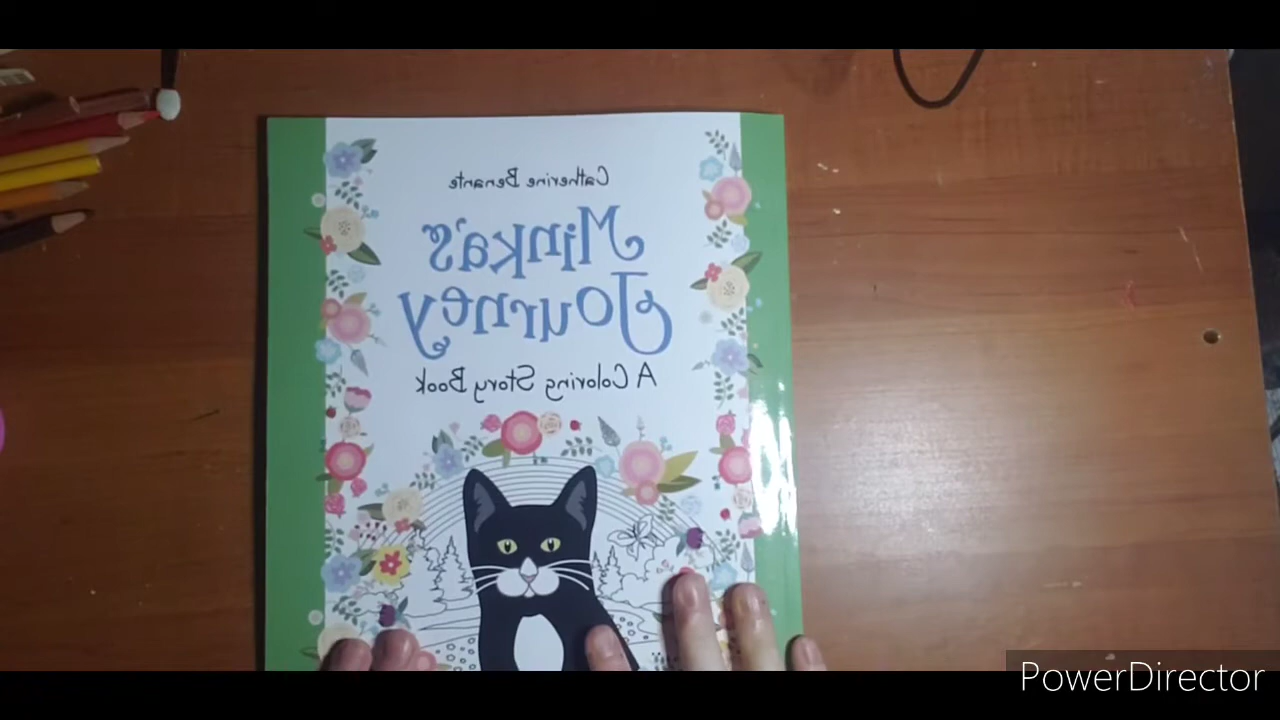 Catherine Benante
Minka's
Journey
A Coloring Story Book
PowerDirector